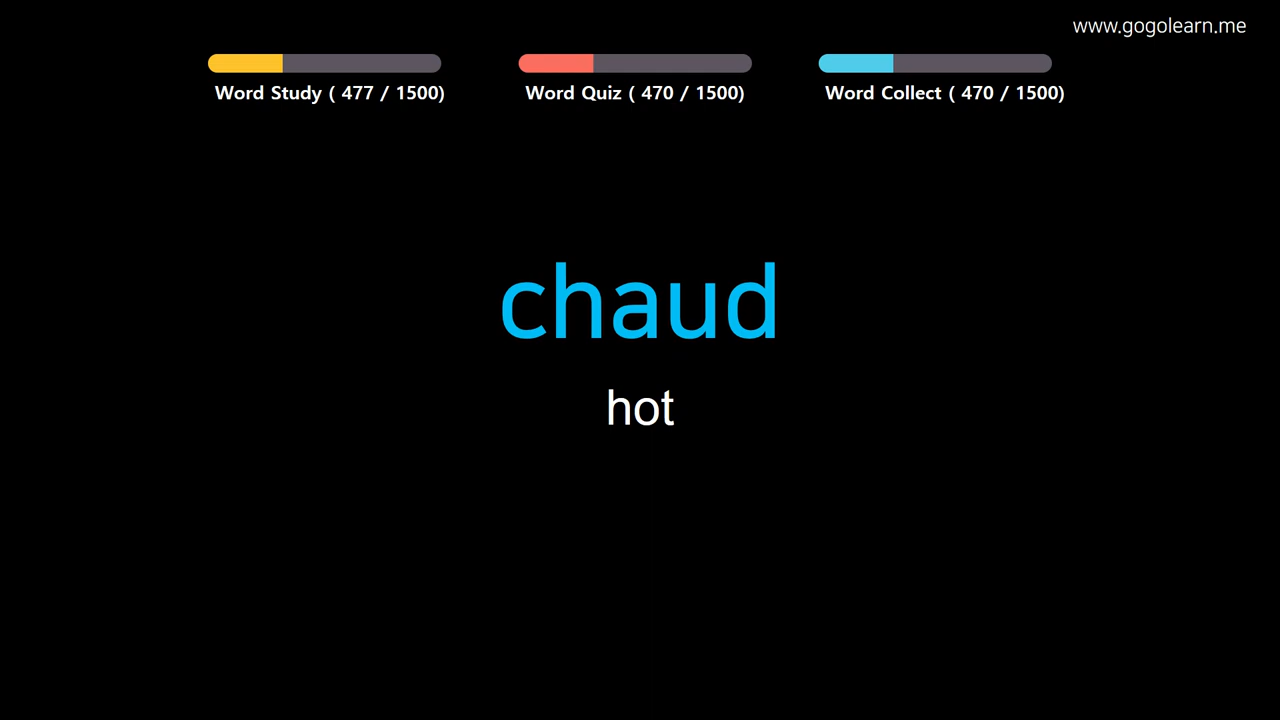 www.gogolearn.me
Word Study ( 477 / 1500)
Word Quiz ( 470 / 1500)
Word Collect ( 470 / 1500)
chaud
hot